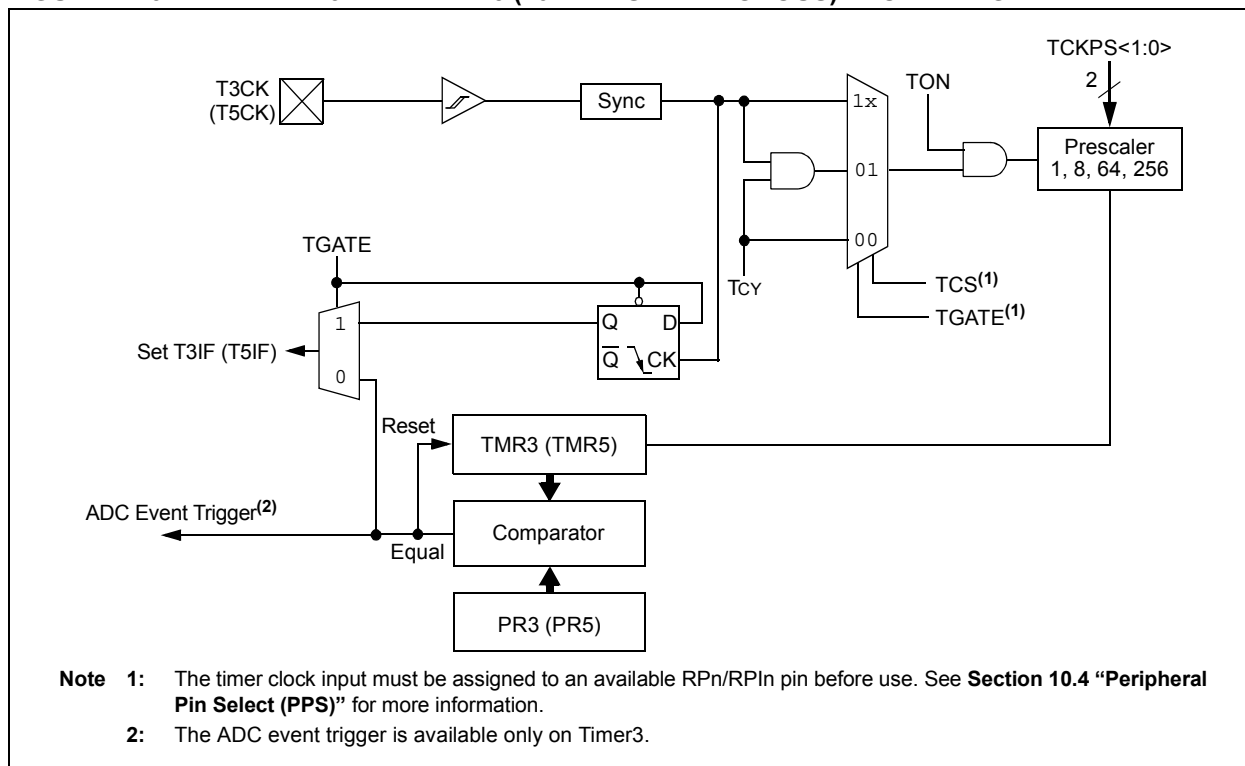 TCKPS<1:0>
2
T3CK
(T5CK)
Sync
1x
TON
Prescaler
1, 8, 64, 256
01
00
TGATE
TCY
TCS(1)
TGATE(1)
1
Q
D
Q
CK
Set T3IF (T5IF)
0
Reset
TMR3 (TMR5)
ADC Event Trigger(2)
Equal
Comparator
PR3 (PR5)
Note 1: The timer clock input must be assigned to an available RPn/RPIn pin before use. See Section 10.4 “Peripheral
Pin Select (PPS)” for more information.
2: The ADC event trigger is available only on Timer3.